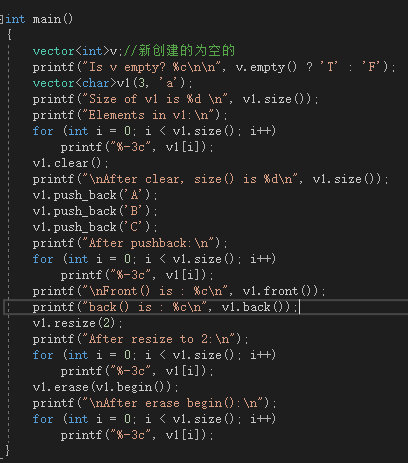 int main()
{
vector<int>v;//新创建的为空的
printf("Is v empty? %c\n\n", v.empty() ? 'T' : 'F');
vector<char>v1(3, 'a');
printf("Size of v1 is %d \n", v1.size());
printf("Elements in v1:\n");
for (int i = 0; i < v1.size(); i++)
printf("%-3c", v1[i]);
v1.clear();
printf("\nAfter clear, size() is %d\n", v1.size());
v1.push_back('A');
v1.push_back('B');
v1.push_back('C');
printf("After pushback:\n");
for (int i = 0; i < v1.size(); i++)
printf("%-3c", v1[i]);
printf("\nFront() is : %c\n", v1.front());
printf("back() is : %c\n", v1.back());
v1.resize(2);
printf("After resize to 2:\n");
for (int i = 0; i < v1.size(); i++)
printf("%-3c", v1[i]);
v1.erase(v1.begin());
printf("\nAfter erase begin():\n");
for (int i = 0; i < v1.size(); i++)
printf("%-3c", v1[i]);
}